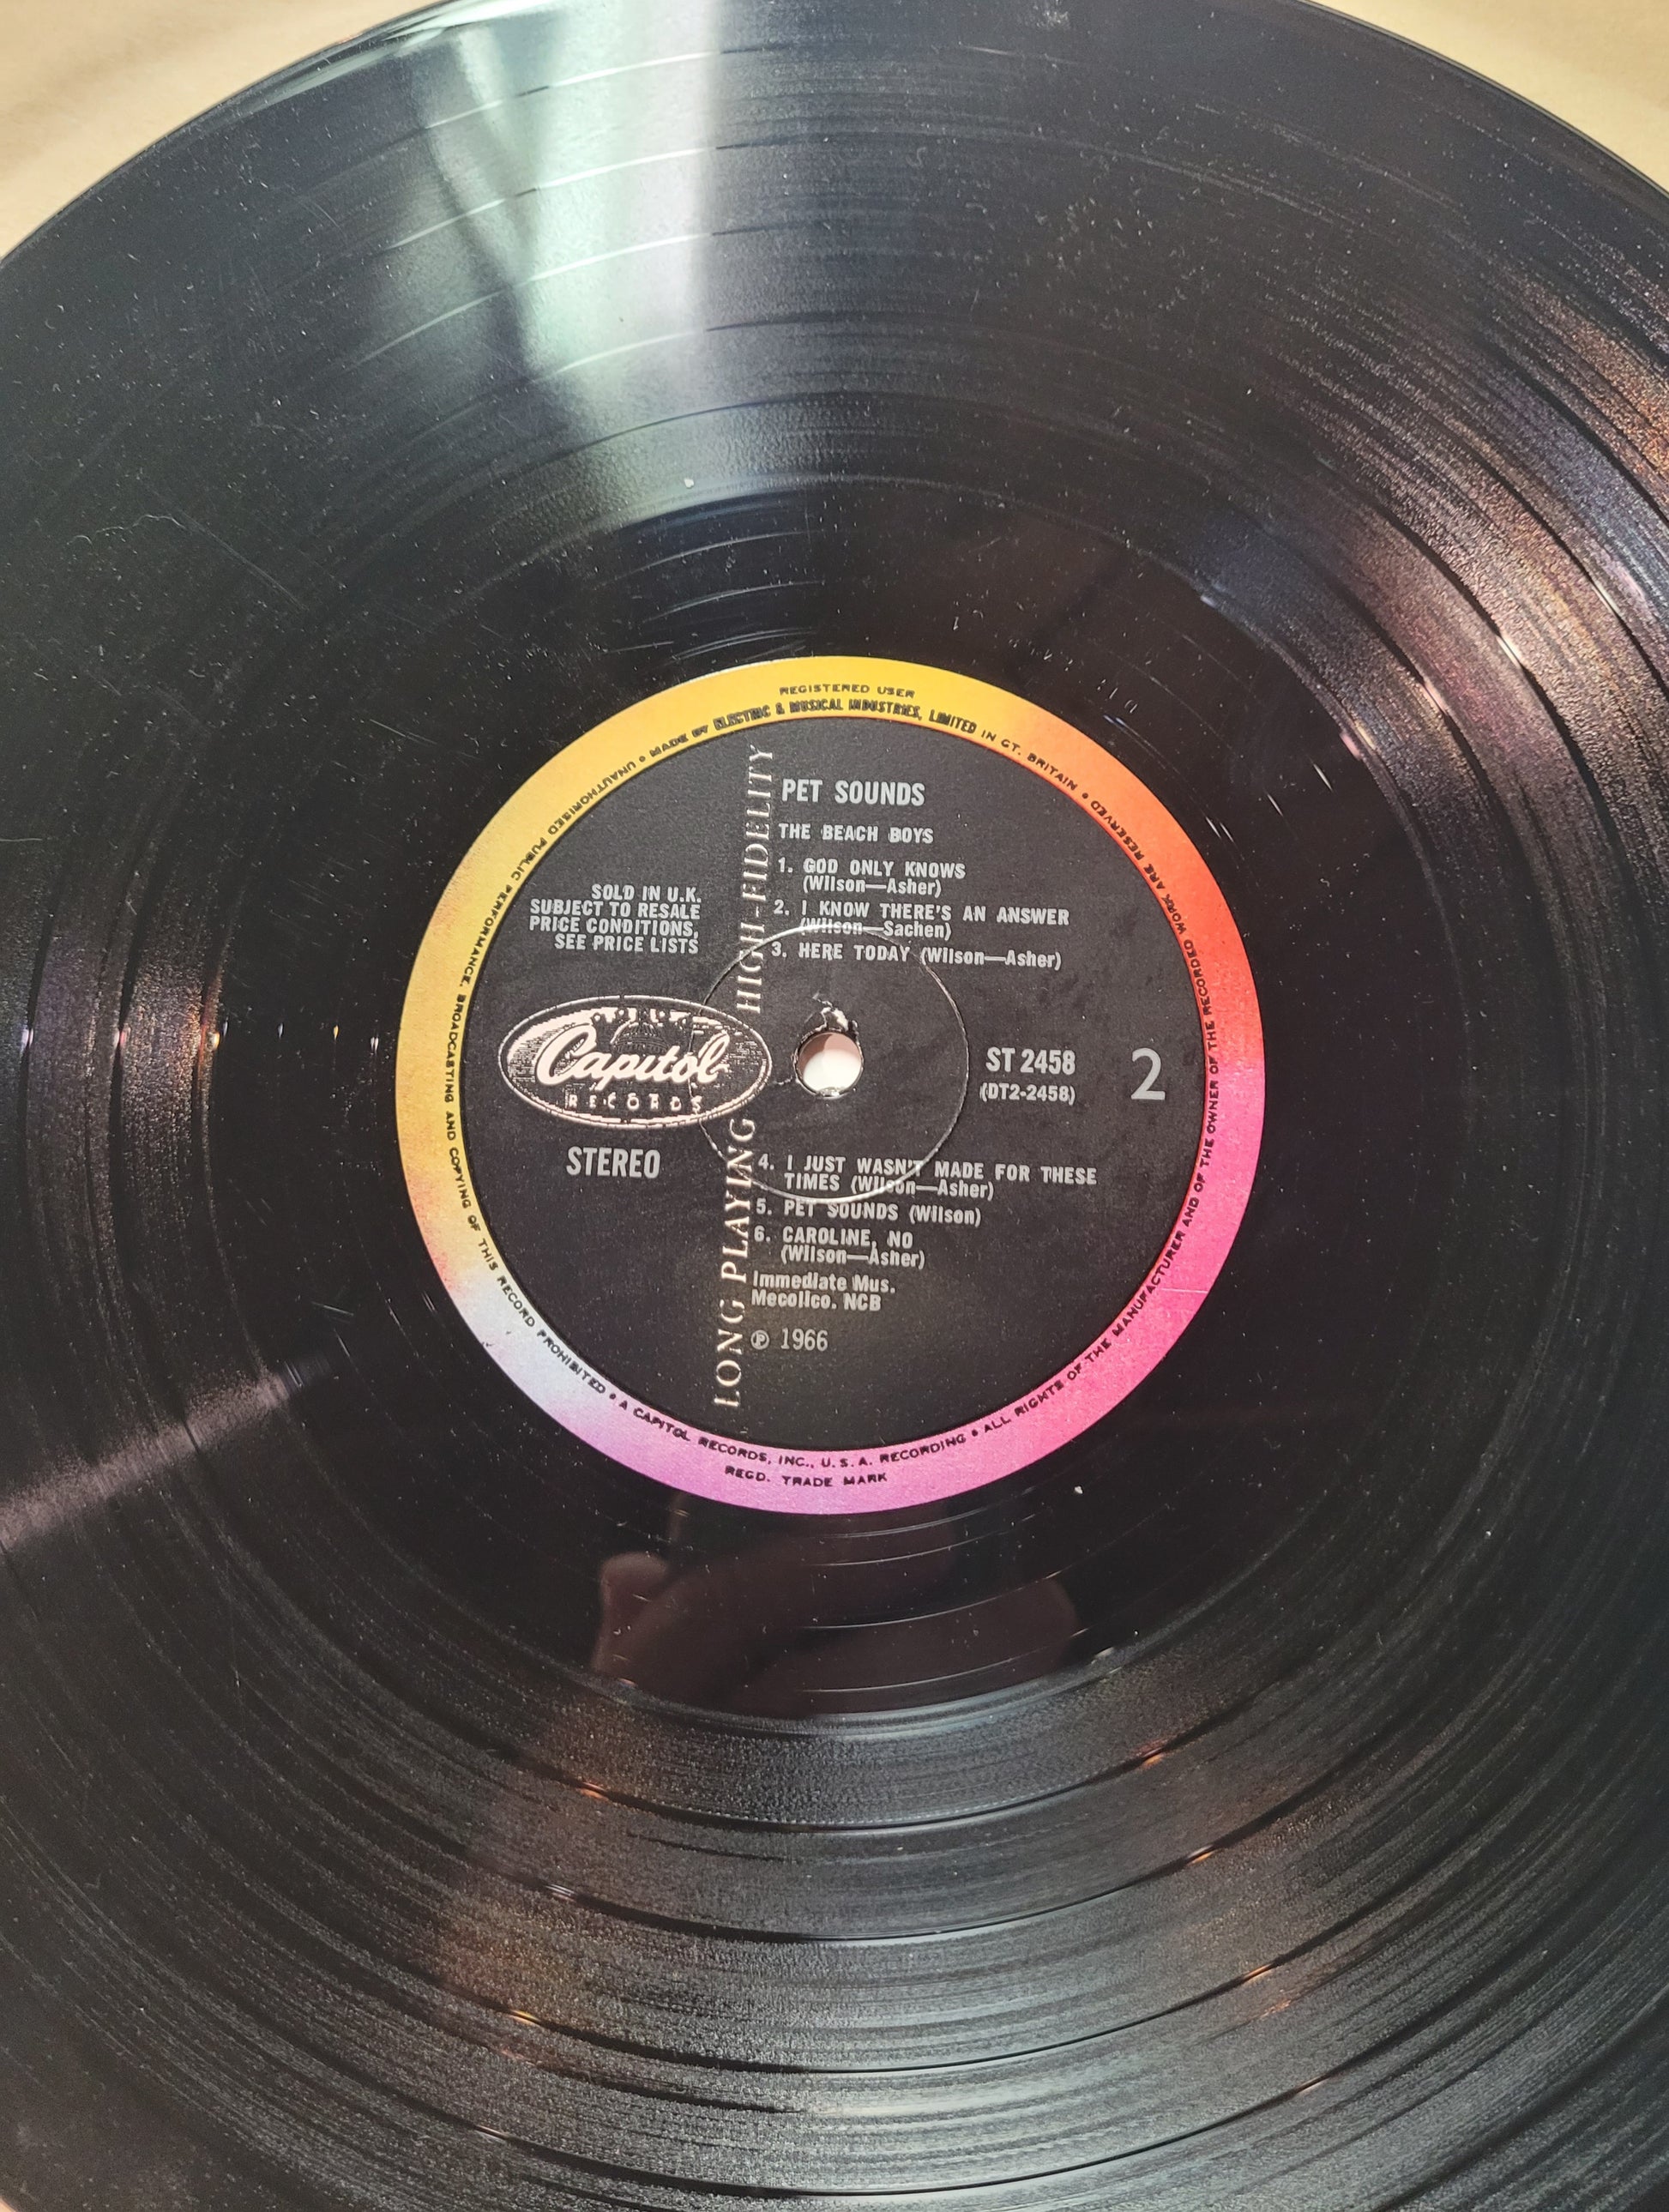 REGISTERED USER
UNAUTHORISED PUBLIC PERFORMANCE, BROADCASTING AND COPYING OF THIS RECORD PROHIBITED • A CAPITOL RECORDS, INC., U.S.A. RECORDING • ALL RIGHTS OF THE MANUFACTURER AND OF THE OWNER OF THE RECORDED WORK ARE RESERVED • MADE BY ELECTRIC & MUSICAL INDUSTRIES, LIMITED IN GT. BRITAIN •
REGD. TRADE MARK
LONG PLAYING HIGH-FIDELITY
PET SOUNDS
THE BEACH BOYS
1. GOD ONLY KNOWS
(Wilson—Asher)
2. I KNOW THERE'S AN ANSWER
(Wilson—Sachen)
3. HERE TODAY (Wilson—Asher)
SOLD IN U.K.
SUBJECT TO RESALE
PRICE CONDITIONS,
SEE PRICE LISTS
Capitol
RECORDS
STEREO
ST 2458
(DT2-2458)
2
4. I JUST WASN'T MADE FOR THESE
TIMES (Wilson—Asher)
5. PET SOUNDS (Wilson)
6. CAROLINE, NO
(Wilson—Asher)
Immediate Mus.
Mecolico. NCB
℗ 1966